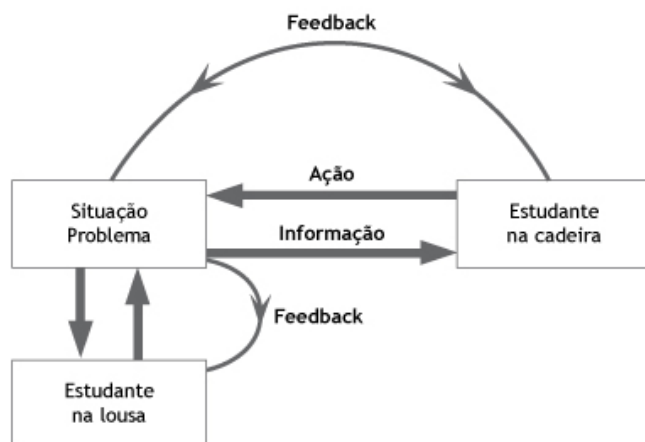 Feedback
Ação
Situação
Problema
Estudante
na cadeira
Informação
Feedback
Estudante
na lousa